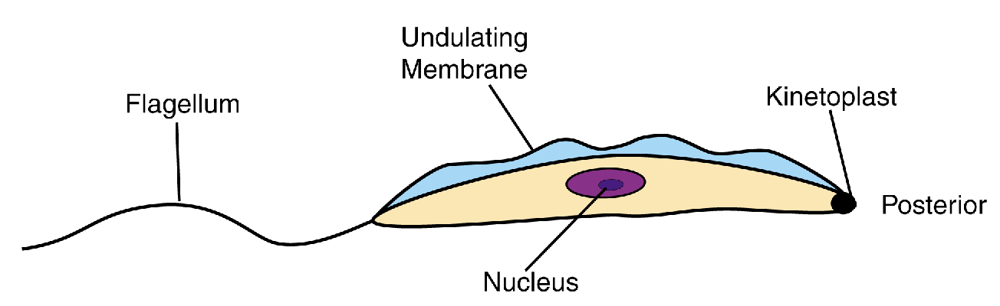 Undulating
Membrane
Flagellum
Kinetoplast
Posterior
Nucleus